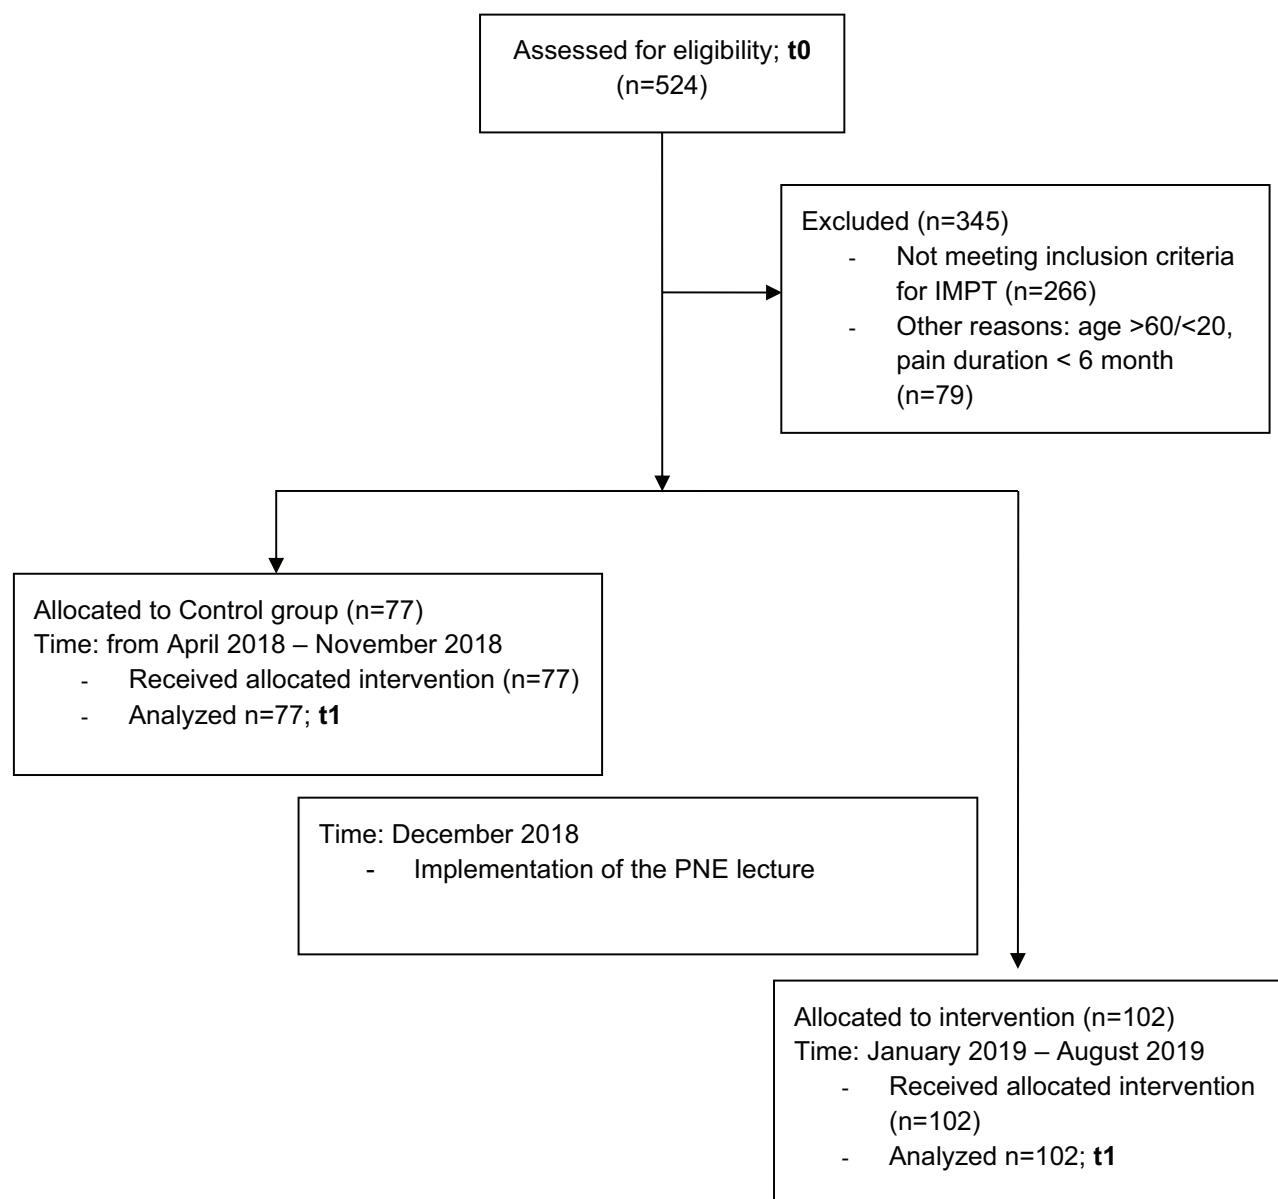 Assessed for eligibility; t0
(n=524)
Excluded (n=345)
- Not meeting inclusion criteria
for IMPT (n=266)
- Other reasons: age >60/<20,
pain duration < 6 month
(n=79)
Allocated to Control group (n=77)
Time: from April 2018 – November 2018
- Received allocated intervention (n=77)
- Analyzed n=77; t1
Time: December 2018
- Implementation of the PNE lecture
Allocated to intervention (n=102)
Time: January 2019 – August 2019
- Received allocated intervention
(n=102)
- Analyzed n=102; t1